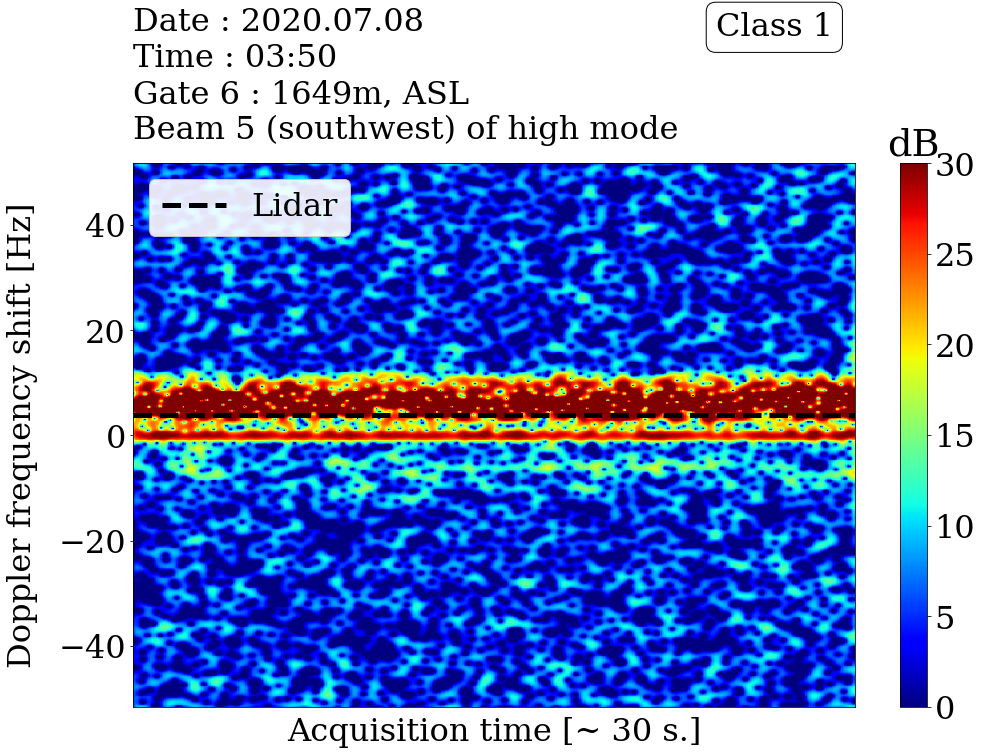 Date : 2020.07.08
Time : 03:50
Gate 6 : 1649m, ASL
Beam 5 (southwest) of high mode
Class 1
dB
Lidar
Doppler frequency shift [Hz]
40
20
0
−20
−40
30
25
20
15
10
5
0
Acquisition time [~ 30 s.]